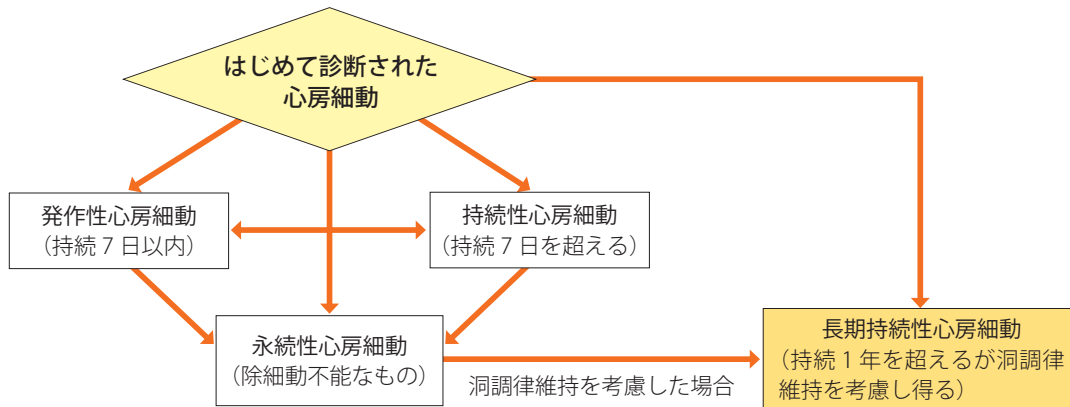 はじめて診断された
心房細動
発作性心房細動
（持続 7 日以内）
持続性心房細動
（持続 7 日を超える）
永続性心房細動
（除細動不能なもの）
洞調律維持を考慮した場合
長期持続性心房細動
（持続 1 年を超えるが洞調律
維持を考慮し得る）